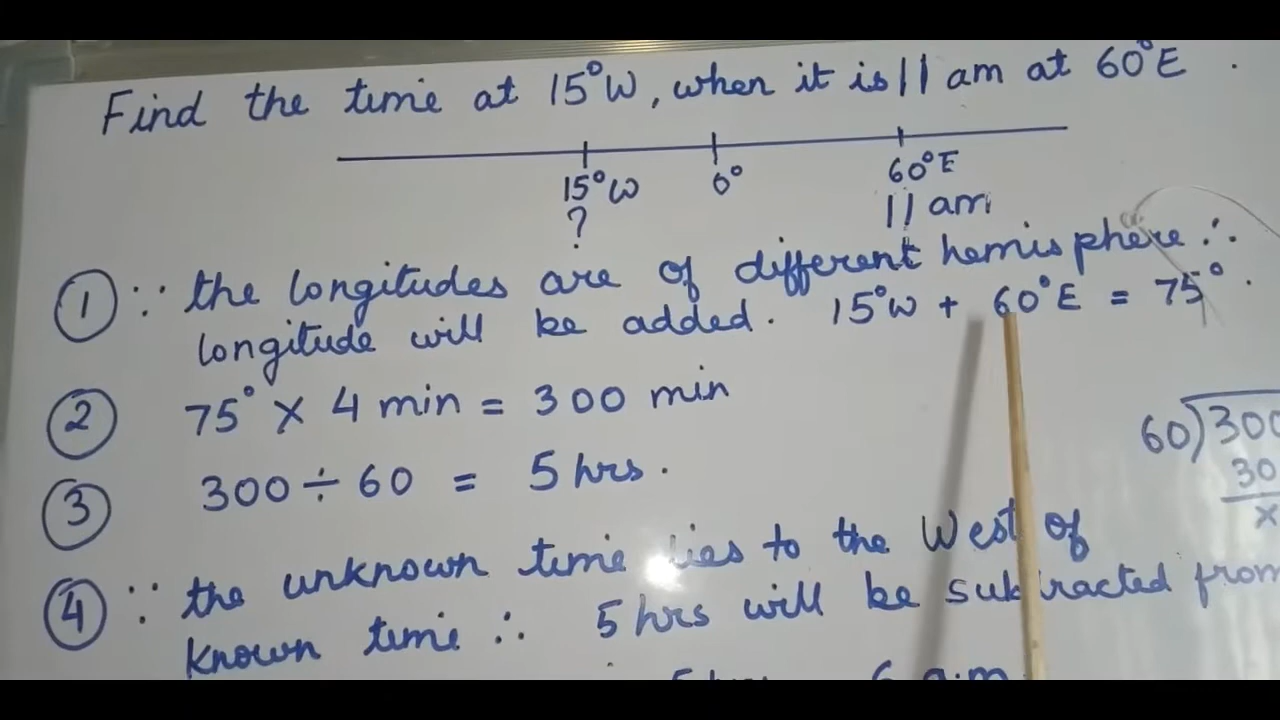 Find the time at 15°W, when it is 11 am at 60°E .
15°W 0° 60°E
? 11 am
① ∵ the longitudes are of different hemisphere ∴
longitude will be added. 15°W + 60°E = 75° .
② 75° × 4 min = 300 min
③ 300 ÷ 60 = 5 hrs .
60)300
30
x
④ ∵ the unknown time lies to the West of
known time ∴ 5 hrs will be subtracted from
6 a.m